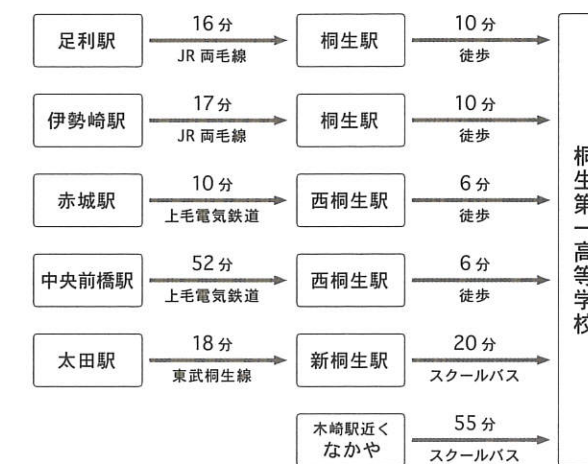 足利駅
16分
JR 両毛線
桐生駅
10分
徒歩
伊勢崎駅
17分
JR 両毛線
桐生駅
10分
徒歩
赤城駅
10分
上毛電気鉄道
西桐生駅
6分
徒歩
中央前橋駅
52分
上毛電気鉄道
西桐生駅
6分
徒歩
太田駅
18分
東武桐生線
新桐生駅
20分
スクールバス
木崎駅近く
なかや
55分
スクールバス
桐生第一高等学校